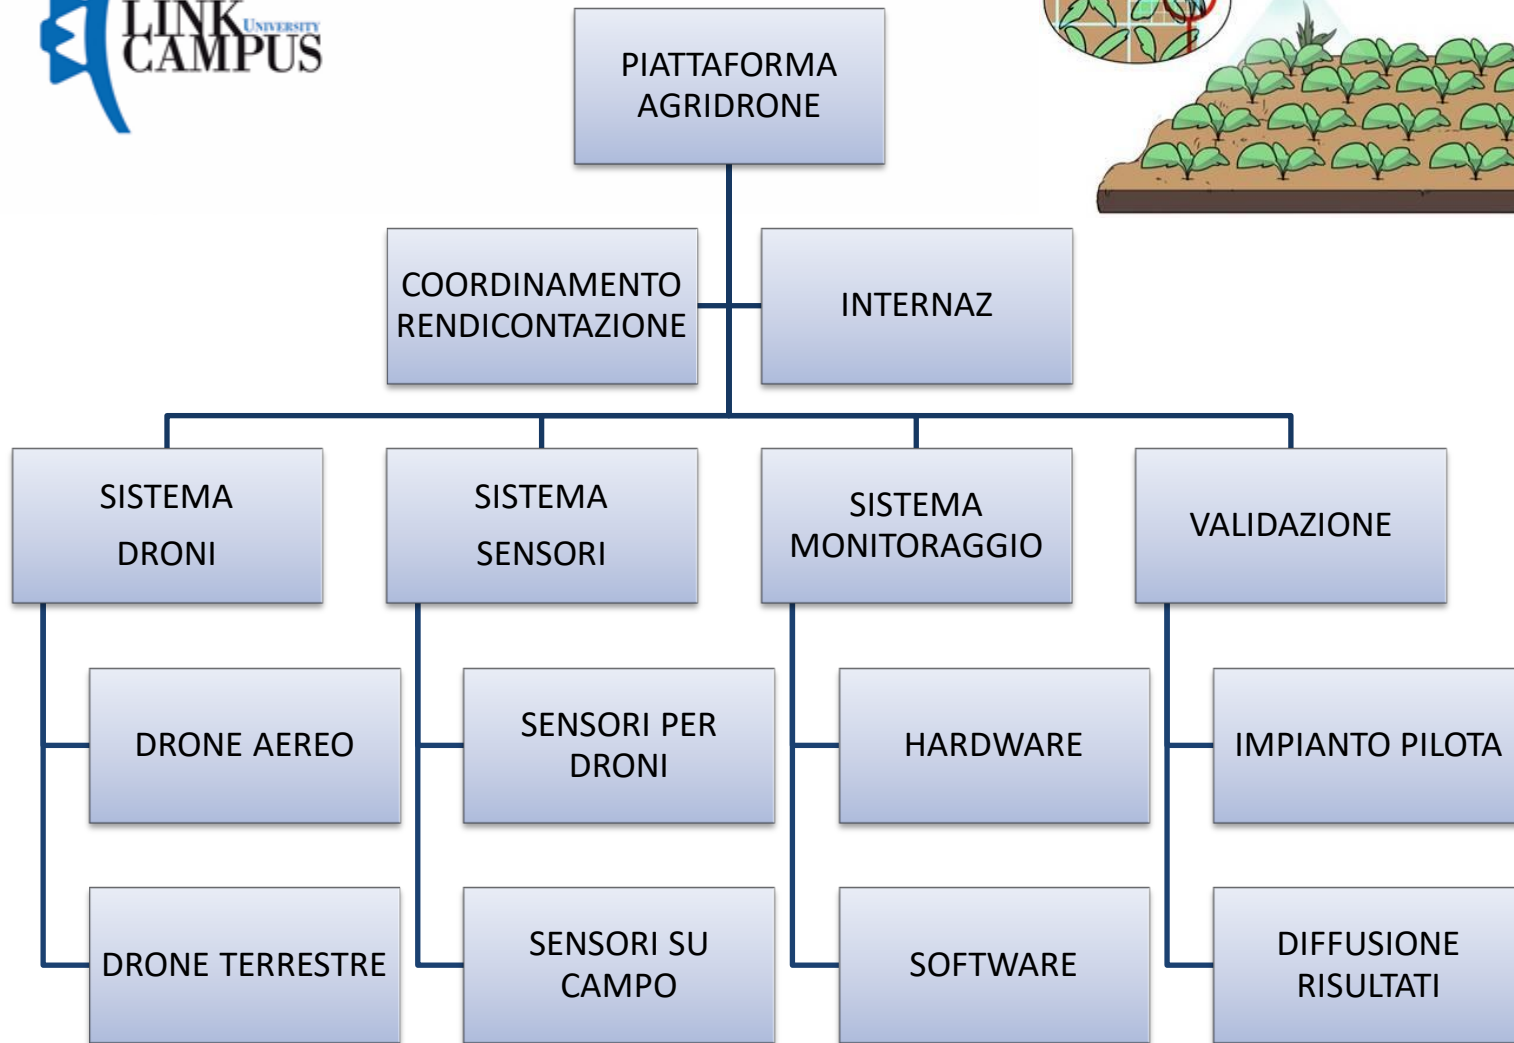 LINK UNIVERSITY
CAMPUS
PIATTAFORMA
AGRIDRONE
COORDINAMENTO
RENDICONTAZIONE
INTERNAZ
SISTEMA
DRONI
SISTEMA
SENSORI
SISTEMA
MONITORAGGIO
VALIDAZIONE
DRONE AEREO
SENSORI PER
DRONI
HARDWARE
IMPIANTO PILOTA
DRONE TERRESTRE
SENSORI SU
CAMPO
SOFTWARE
DIFFUSIONE
RISULTATI